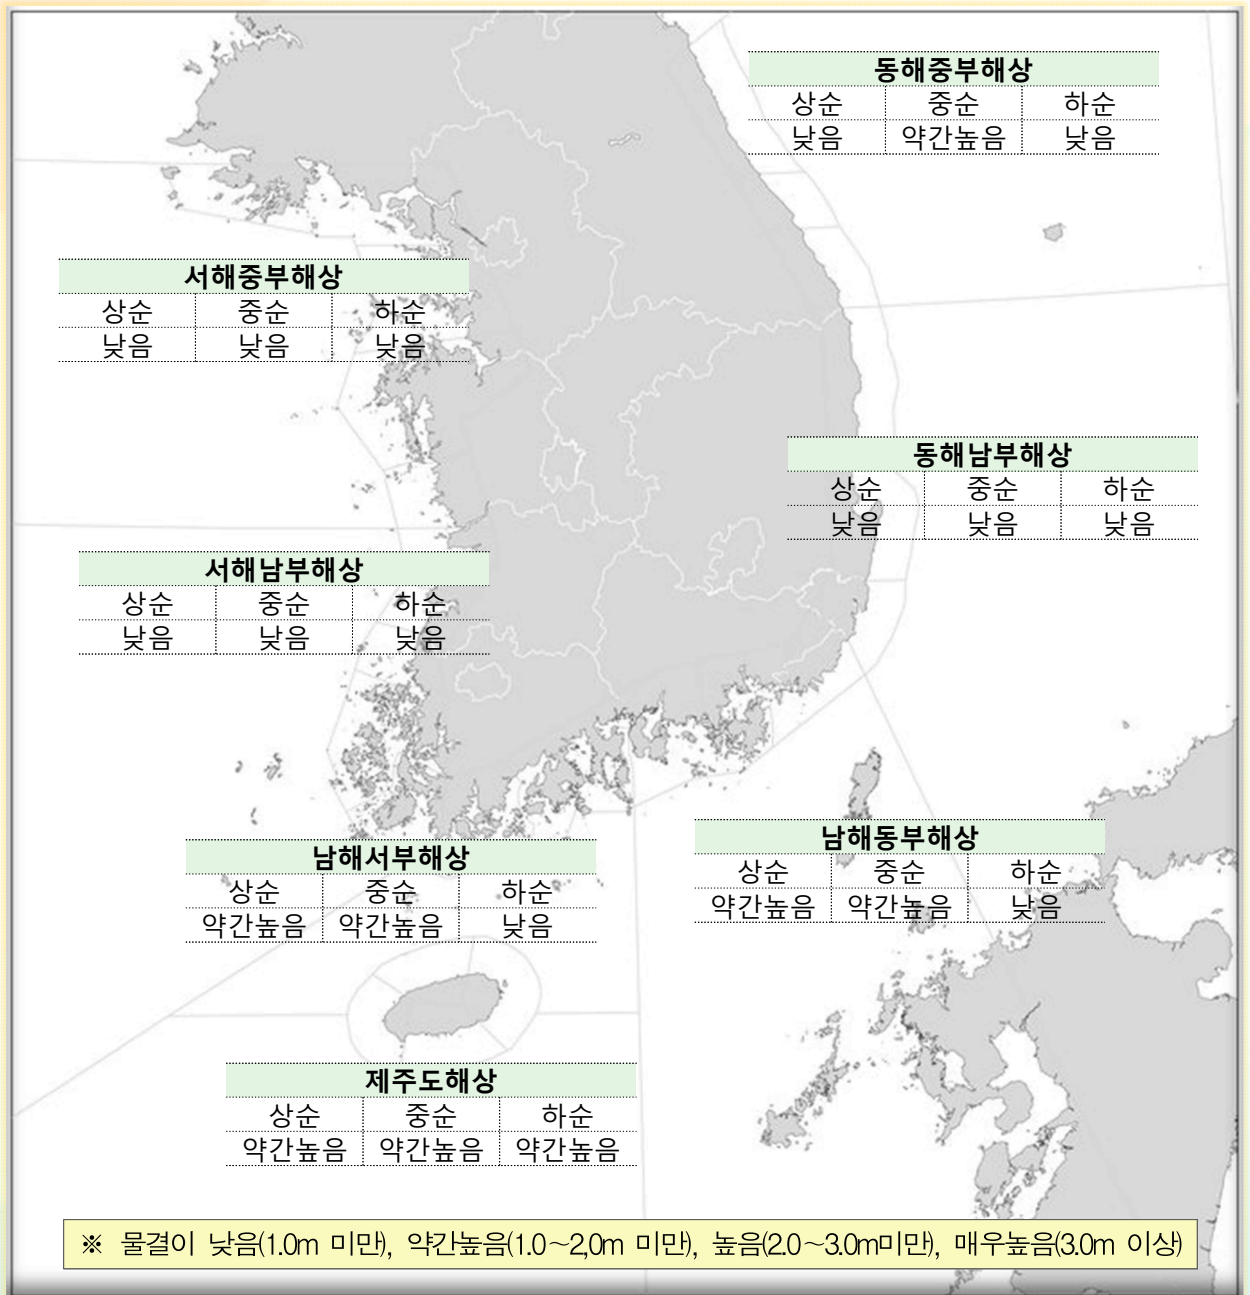 동해중부해상
상순 중순 하순
낮음 약간높음 낮음
서해중부해상
상순 중순 하순
낮음 낮음 낮음
동해남부해상
상순 중순 하순
낮음 낮음 낮음
서해남부해상
상순 중순 하순
낮음 낮음 낮음
남해서부해상
상순 중순 하순
약간높음 약간높음 낮음
남해동부해상
상순 중순 하순
약간높음 약간높음 낮음
제주도해상
상순 중순 하순
약간높음 약간높음 약간높음
※ 물결이 낮음(1.0m 미만), 약간높음(1.0~2,0m 미만), 높음(2.0~3.0m미만), 매우높음(3.0m 이상)